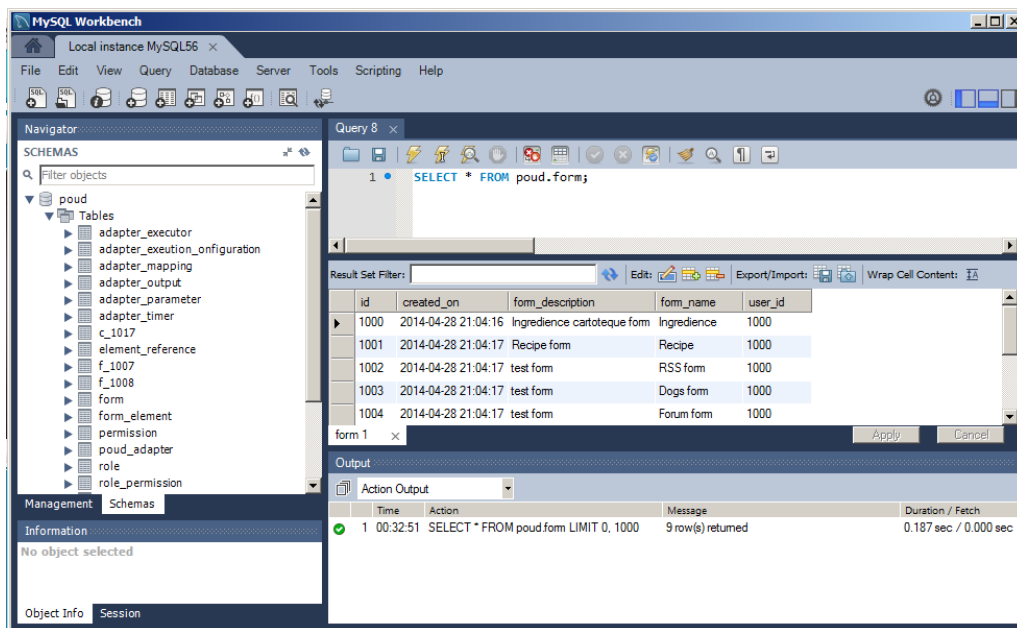 MySQL Workbench
Local instance MySQL56
File Edit View Query Database Server Tools Scripting Help
Navigator
SCHEMAS
Filter objects
poud
Tables
adapter_executor
adapter_exeution_onfiguration
adapter_mapping
adapter_output
adapter_parameter
adapter_timer
c_1017
element_reference
f_1007
f_1008
form
form_element
permission
poud_adapter
role
role_permission
Management Schemas
Information
No object selected
Object Info Session
Query 8
1 SELECT * FROM poud.form;
Result Set Filter: Edit: Export/Import: Wrap Cell Content:
id created_on form_description form_name user_id
1000 2014-04-28 21:04:16 Ingredience cartoteque form Ingredience 1000
1001 2014-04-28 21:04:17 Recipe form Recipe 1000
1002 2014-04-28 21:04:17 test form RSS form 1000
1003 2014-04-28 21:04:17 test form Dogs form 1000
1004 2014-04-28 21:04:17 test form Forum form 1000
form 1 Apply Cancel
Output
Action Output
Time Action Message Duration / Fetch
1 00:32:51 SELECT * FROM poud.form LIMIT 0, 1000 9 row(s) returned 0.187 sec / 0.000 sec